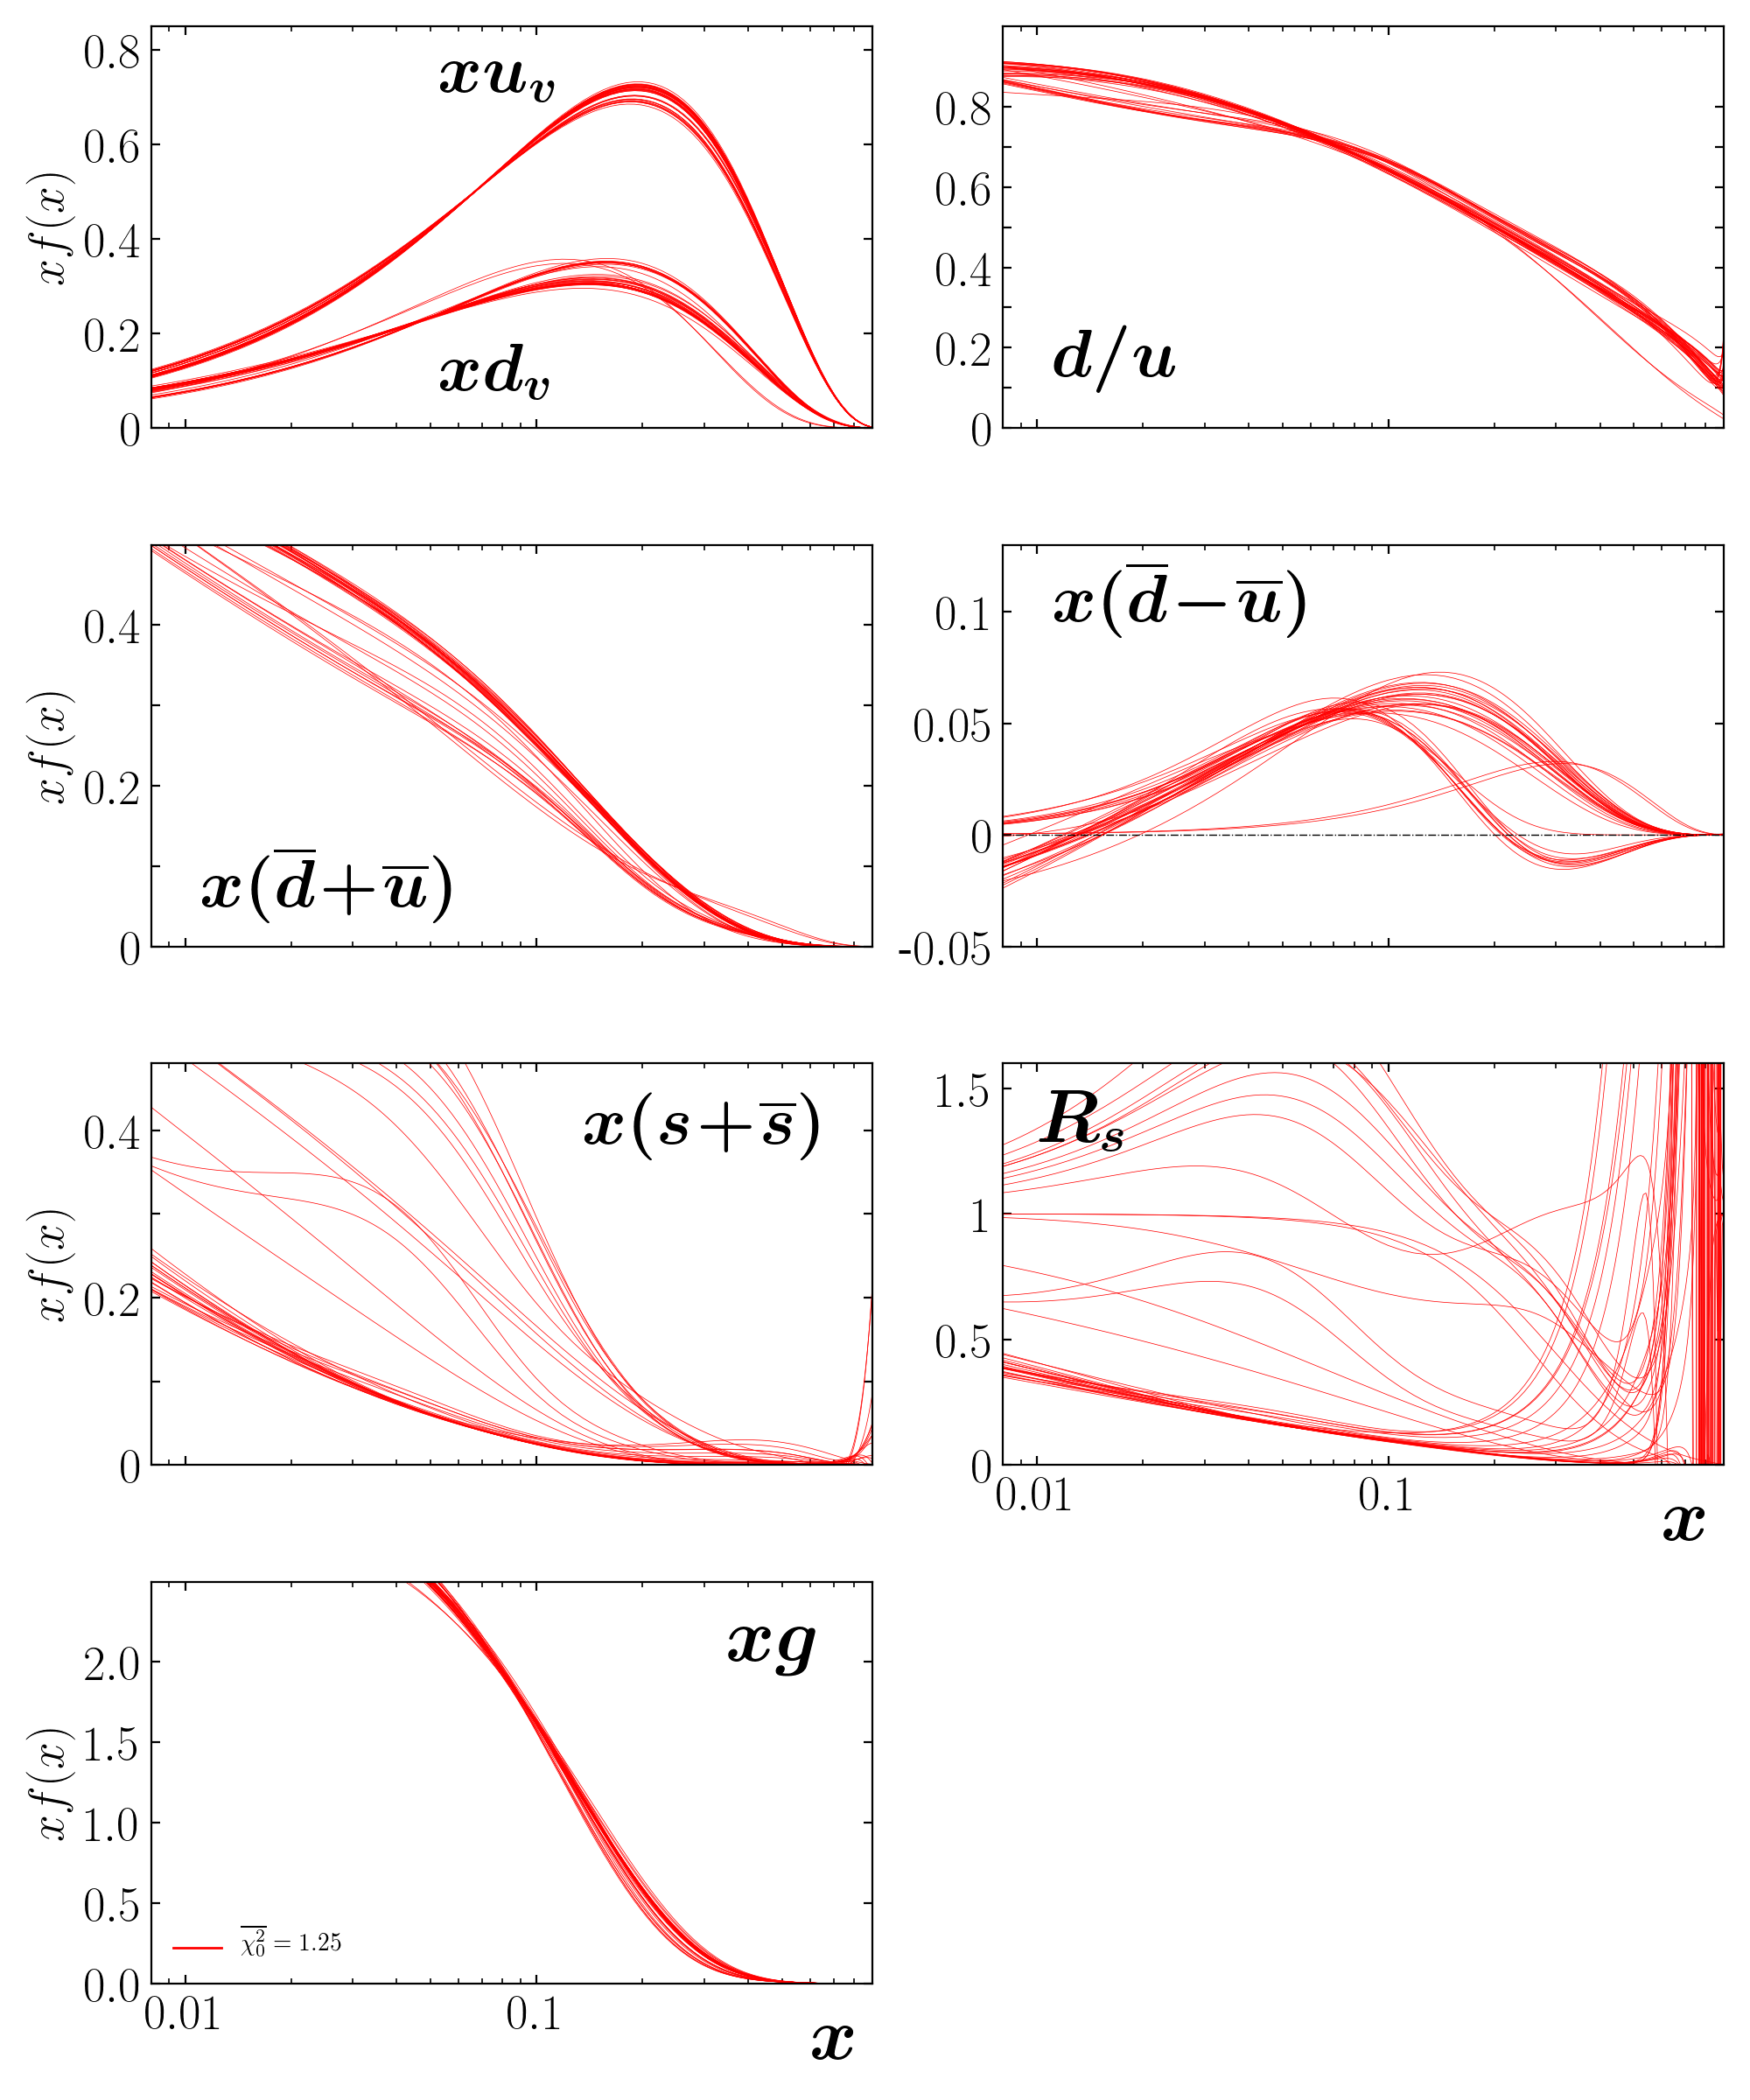 xf(x)
0.8
0.6
0.4
0.2
0
xu_v
xd_v
0.8
0.6
0.4
0.2
0
d/u
xf(x)
0.4
0.2
0
x(d̅+u̅)
0.1
0.05
0
-0.05
x(d̅−u̅)
xf(x)
0.4
0.2
0
x(s+s̅)
1.5
1
0.5
0
R_s
0.01 0.1
x
xf(x)
2.0
1.5
1.0
0.5
0.0
xg
\overline{χ_0^2} = 1.25
0.01 0.1
x